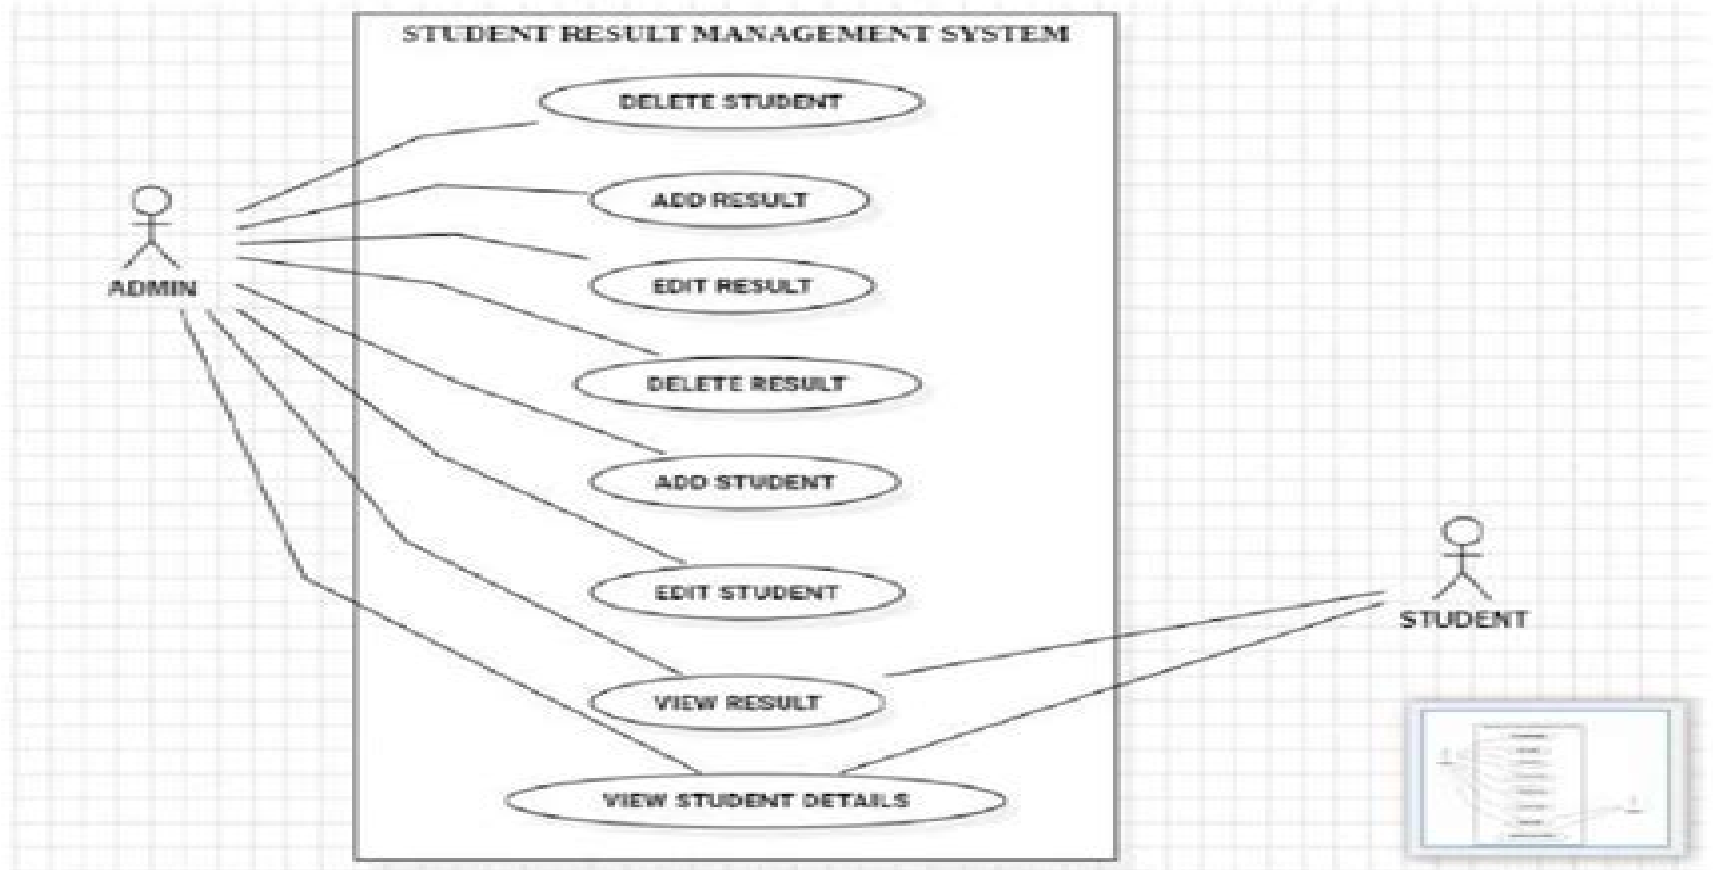 STUDENT RESULT MANAGEMENT SYSTEM
DELETE STUDENT
ADD RESULT
EDIT RESULT
ADMIN
DELETE RESULT
ADD STUDENT
EDIT STUDENT
STUDENT
VIEW RESULT
VIEW STUDENT DETAILS